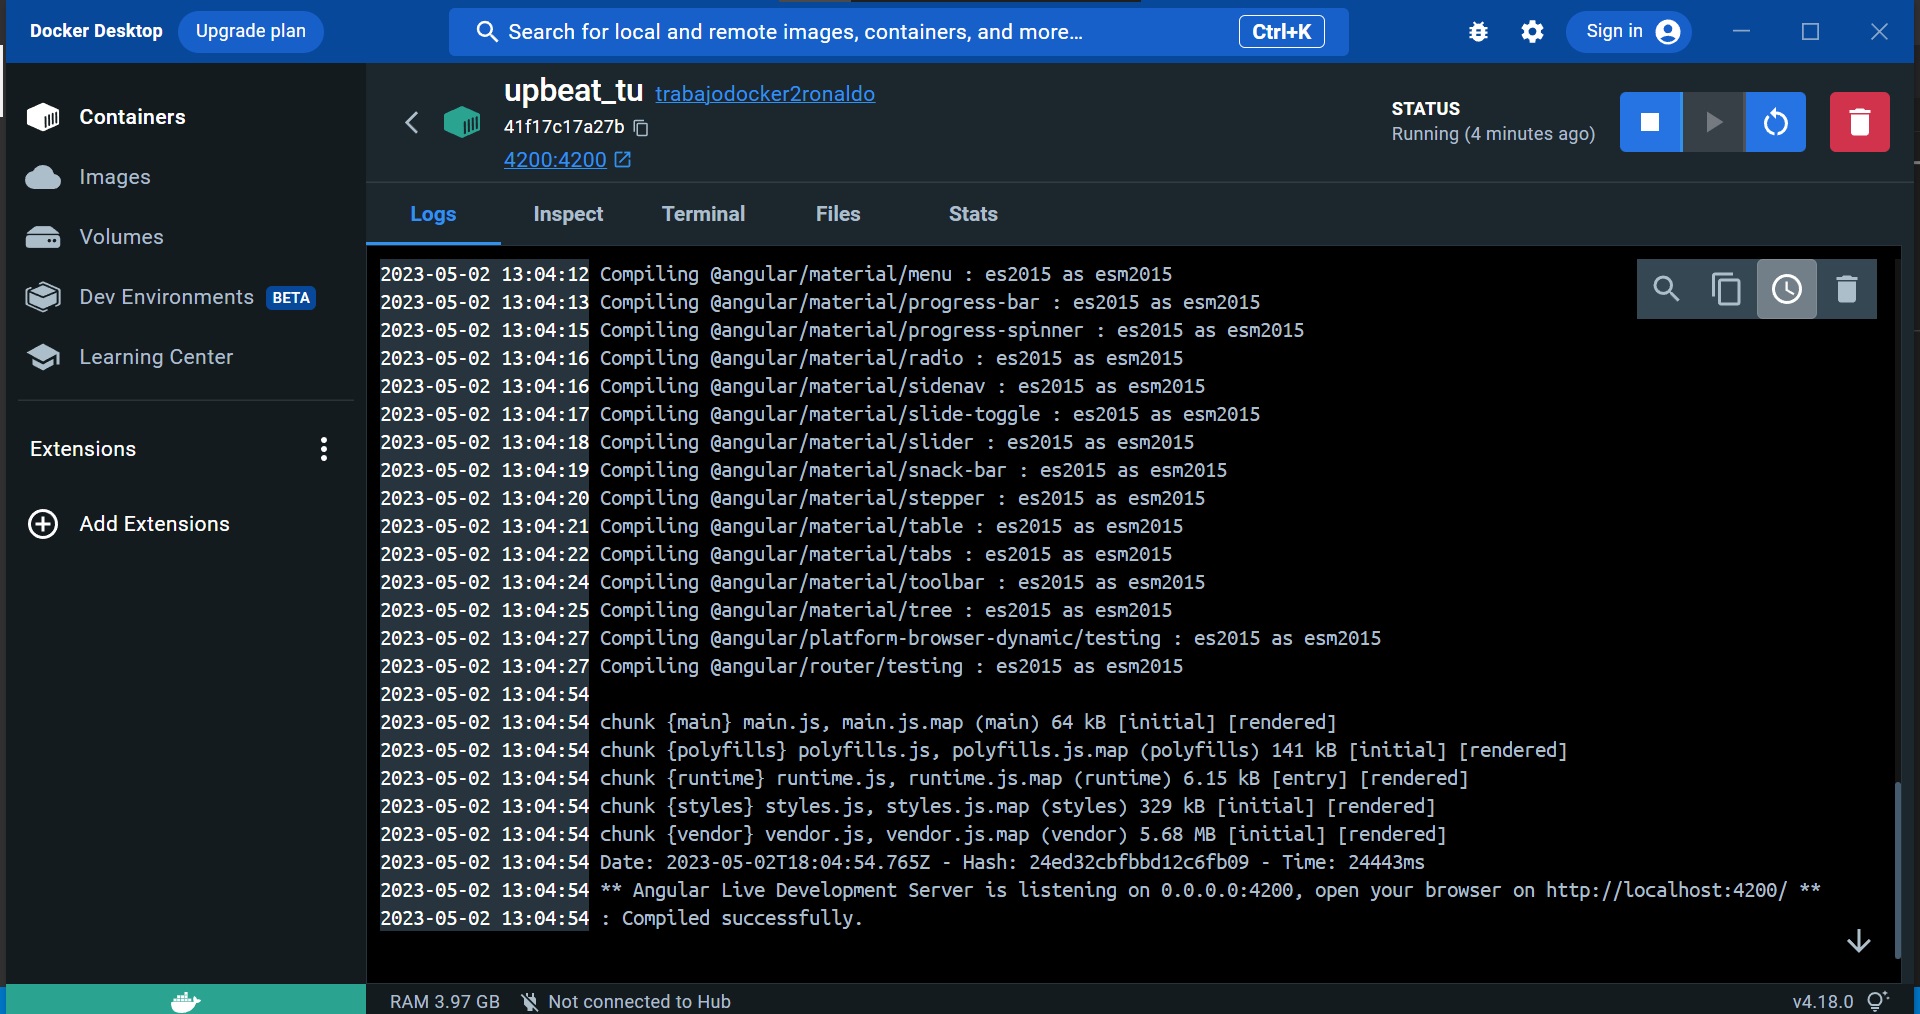 Docker Desktop Upgrade plan Search for local and remote images, containers, and more... Ctrl+K Sign in
Containers
Images
Volumes
Dev Environments BETA
Learning Center
Extensions
Add Extensions
upbeat_tu trabajodocker2ronaldo
41f17c17a27b
4200:4200
STATUS
Running (4 minutes ago)
Logs Inspect Terminal Files Stats
2023-05-02 13:04:12 Compiling @angular/material/menu : es2015 as esm2015
2023-05-02 13:04:13 Compiling @angular/material/progress-bar : es2015 as esm2015
2023-05-02 13:04:15 Compiling @angular/material/progress-spinner : es2015 as esm2015
2023-05-02 13:04:16 Compiling @angular/material/radio : es2015 as esm2015
2023-05-02 13:04:16 Compiling @angular/material/sidenav : es2015 as esm2015
2023-05-02 13:04:17 Compiling @angular/material/slide-toggle : es2015 as esm2015
2023-05-02 13:04:18 Compiling @angular/material/slider : es2015 as esm2015
2023-05-02 13:04:19 Compiling @angular/material/snack-bar : es2015 as esm2015
2023-05-02 13:04:20 Compiling @angular/material/stepper : es2015 as esm2015
2023-05-02 13:04:21 Compiling @angular/material/table : es2015 as esm2015
2023-05-02 13:04:22 Compiling @angular/material/tabs : es2015 as esm2015
2023-05-02 13:04:24 Compiling @angular/material/toolbar : es2015 as esm2015
2023-05-02 13:04:25 Compiling @angular/material/tree : es2015 as esm2015
2023-05-02 13:04:27 Compiling @angular/platform-browser-dynamic/testing : es2015 as esm2015
2023-05-02 13:04:27 Compiling @angular/router/testing : es2015 as esm2015
2023-05-02 13:04:54
2023-05-02 13:04:54 chunk {main} main.js, main.js.map (main) 64 kB [initial] [rendered]
2023-05-02 13:04:54 chunk {polyfills} polyfills.js, polyfills.js.map (polyfills) 141 kB [initial] [rendered]
2023-05-02 13:04:54 chunk {runtime} runtime.js, runtime.js.map (runtime) 6.15 kB [entry] [rendered]
2023-05-02 13:04:54 chunk {styles} styles.js, styles.js.map (styles) 329 kB [initial] [rendered]
2023-05-02 13:04:54 chunk {vendor} vendor.js, vendor.js.map (vendor) 5.68 MB [initial] [rendered]
2023-05-02 13:04:54 Date: 2023-05-02T18:04:54.765Z - Hash: 24ed32cbfbbd12c6fb09 - Time: 24443ms
2023-05-02 13:04:54 ** Angular Live Development Server is listening on 0.0.0.0:4200, open your browser on http://localhost:4200/ **
2023-05-02 13:04:54 : Compiled successfully.
RAM 3.97 GB Not connected to Hub v4.18.0